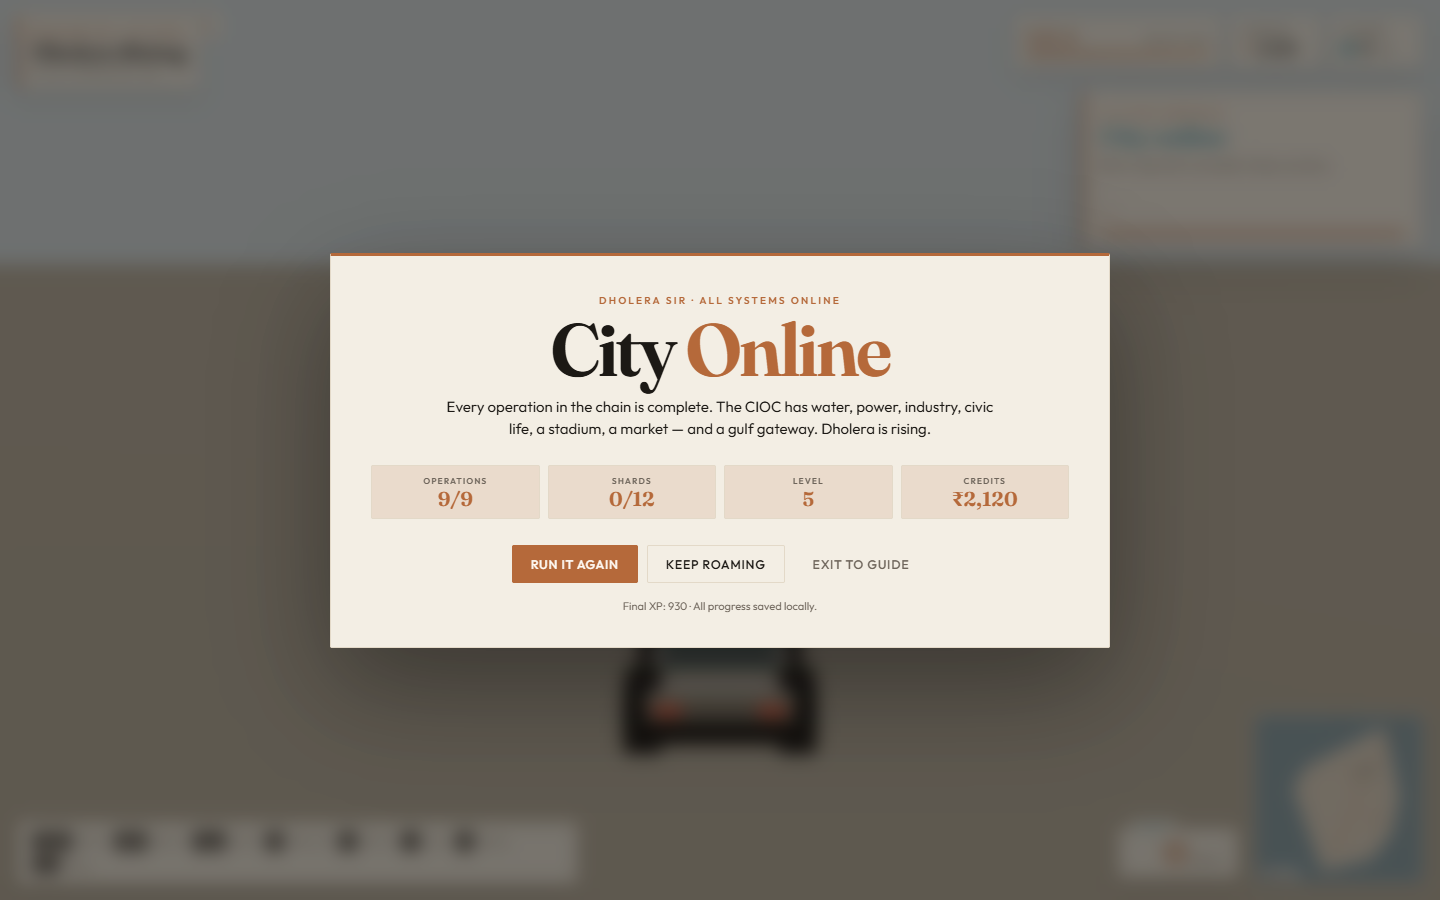 DHOLERA SIR · ALL SYSTEMS ONLINE
City Online
Every operation in the chain is complete. The CIOC has water, power, industry, civic
life, a stadium, a market — and a gulf gateway. Dholera is rising.
OPERATIONS
9/9
SHARDS
0/12
LEVEL
5
CREDITS
₹2,120
RUN IT AGAIN
KEEP ROAMING
EXIT TO GUIDE
Final XP: 930 · All progress saved locally.